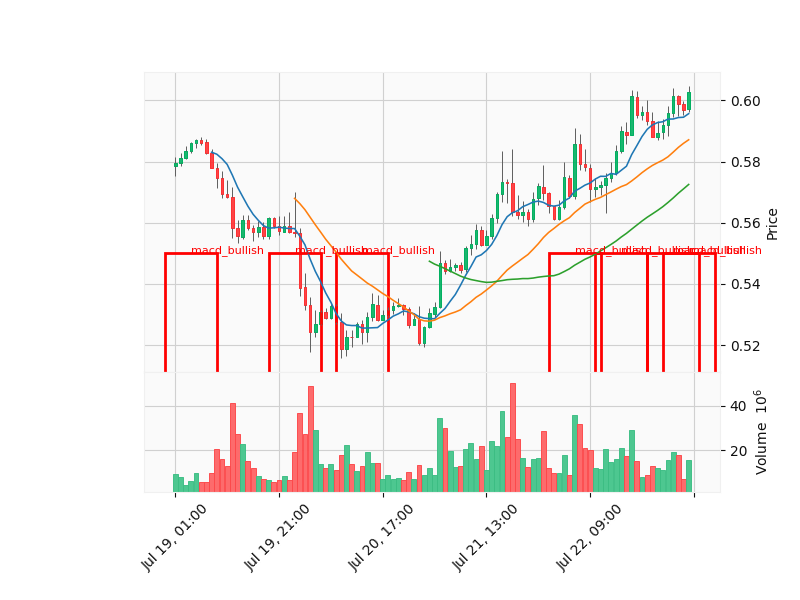 0.60
0.58
0.56
0.54
0.52
Price
macd_bullish
macd_bullish
macd_bullish
macd_bullish
macd_bullish
macd_bullish
40
20
Volume 10^6
Jul 19, 01:00
Jul 19, 21:00
Jul 20, 17:00
Jul 21, 13:00
Jul 22, 09:00